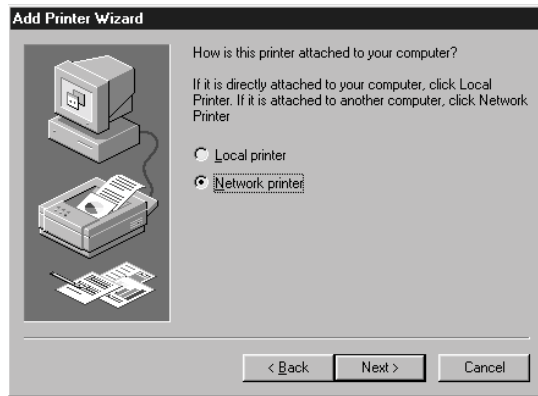 Add Printer Wizard
How is this printer attached to your computer?
If it is directly attached to your computer, click Local
Printer. If it is attached to another computer, click Network
Printer
Local printer
Network printer
< Back
Next >
Cancel